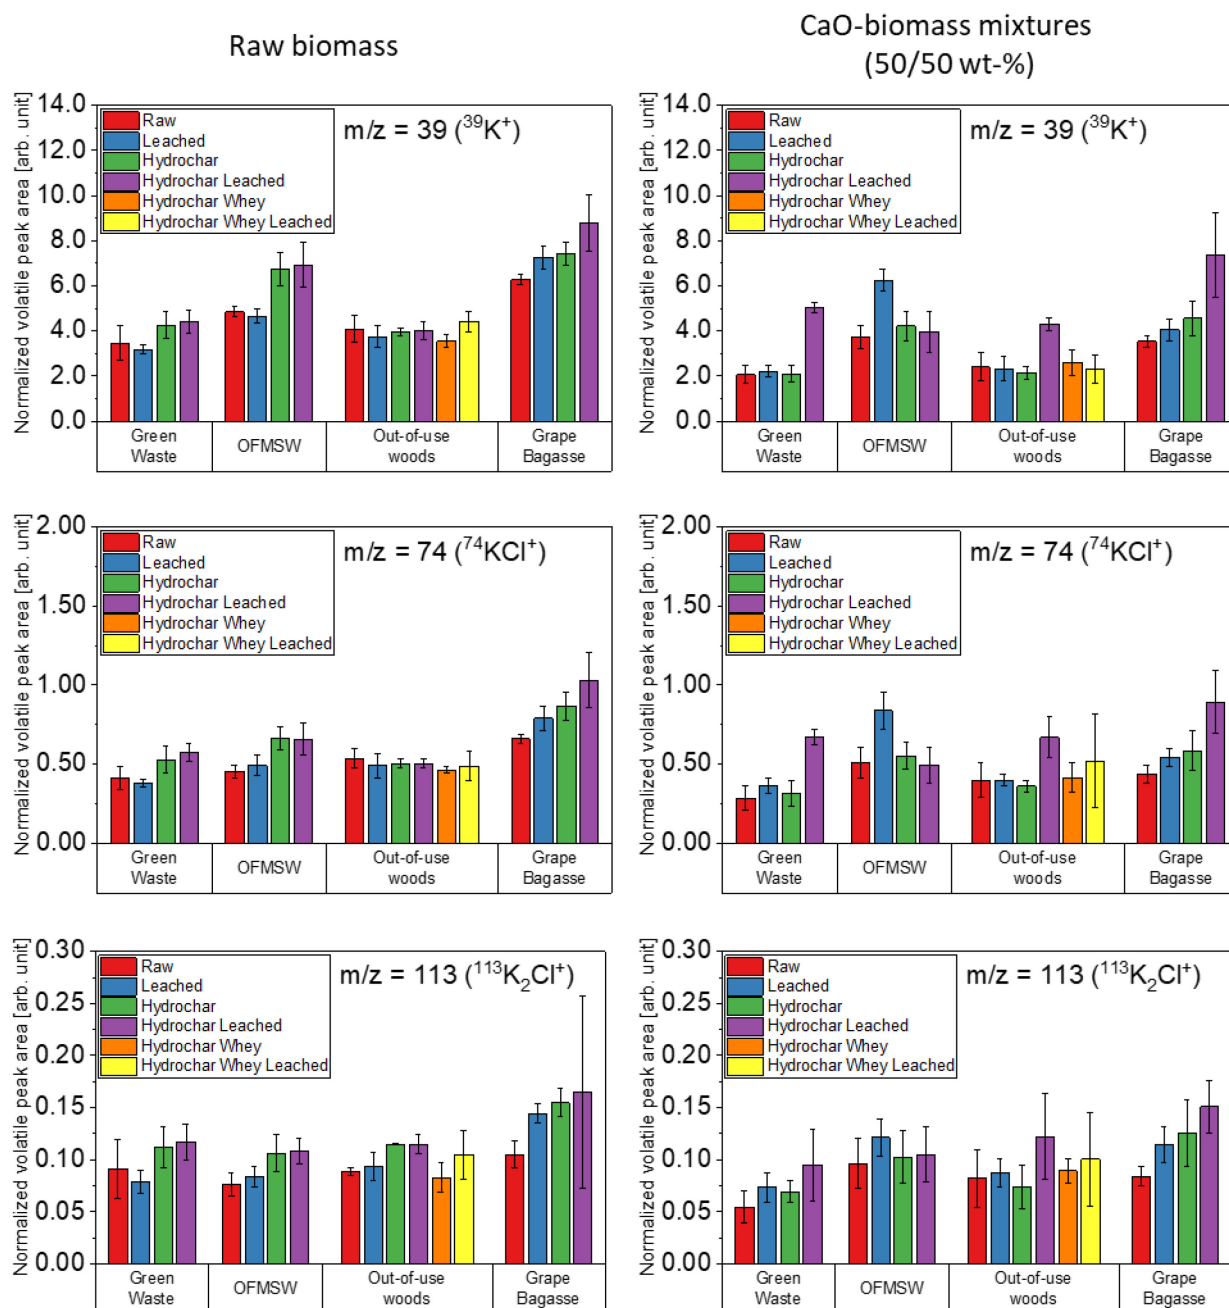 Raw biomass
CaO-biomass mixtures
(50/50 wt-%)
Normalized volatile peak area [arb. unit]
14.0
12.0
10.0
8.0
6.0
4.0
2.0
0.0
Raw
Leached
Hydrochar
Hydrochar Leached
Hydrochar Whey
Hydrochar Whey Leached
m/z = 39 (³⁹K⁺)
Green
Waste
OFMSW
Out-of-use
woods
Grape
Bagasse
Normalized volatile peak area [arb. unit]
14.0
12.0
10.0
8.0
6.0
4.0
2.0
0.0
Raw
Leached
Hydrochar
Hydrochar Leached
Hydrochar Whey
Hydrochar Whey Leached
m/z = 39 (³⁹K⁺)
Green
Waste
OFMSW
Out-of-use
woods
Grape
Bagasse
Normalized volatile peak area [arb. unit]
2.00
1.50
1.00
0.50
0.00
Raw
Leached
Hydrochar
Hydrochar Leached
Hydrochar Whey
Hydrochar Whey Leached
m/z = 74 (⁷⁴KCl⁺)
Green
Waste
OFMSW
Out-of-use
woods
Grape
Bagasse
Normalized volatile peak area [arb. unit]
2.00
1.50
1.00
0.50
0.00
Raw
Leached
Hydrochar
Hydrochar Leached
Hydrochar Whey
Hydrochar Whey Leached
m/z = 74 (⁷⁴KCl⁺)
Green
Waste
OFMSW
Out-of-use
woods
Grape
Bagasse
Normalized volatile peak area [arb. unit]
0.30
0.25
0.20
0.15
0.10
0.05
0.00
Raw
Leached
Hydrochar
Hydrochar Leached
Hydrochar Whey
Hydrochar Whey Leached
m/z = 113 (¹¹³K₂Cl⁺)
Green
Waste
OFMSW
Out-of-use
woods
Grape
Bagasse
Normalized volatile peak area [arb. unit]
0.30
0.25
0.20
0.15
0.10
0.05
0.00
Raw
Leached
Hydrochar
Hydrochar Leached
Hydrochar Whey
Hydrochar Whey Leached
m/z = 113 (¹¹³K₂Cl⁺)
Green
Waste
OFMSW
Out-of-use
woods
Grape
Bagasse